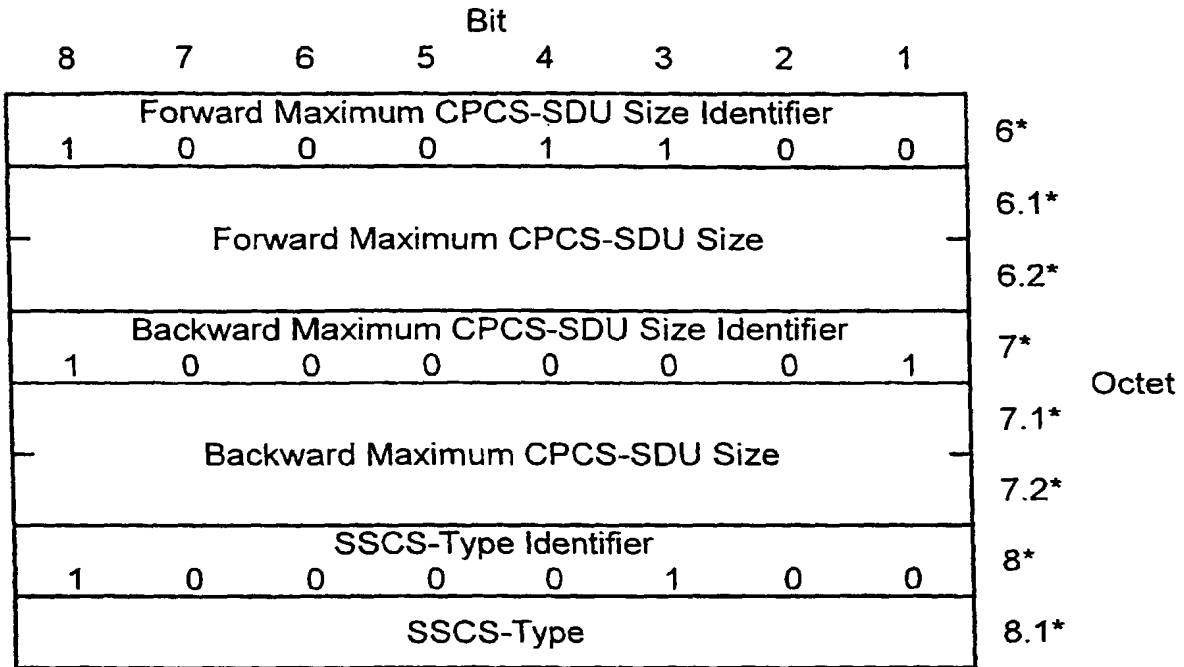 Bit
8 7 6 5 4 3 2 1
Forward Maximum CPCS-SDU Size Identifier
1 0 0 0 1 1 0 0
6*
6.1*
Forward Maximum CPCS-SDU Size
6.2*
Backward Maximum CPCS-SDU Size Identifier
1 0 0 0 0 0 0 1
7*
Octet
7.1*
Backward Maximum CPCS-SDU Size
7.2*
SSCS-Type Identifier
1 0 0 0 0 1 0 0
8*
SSCS-Type
8.1*